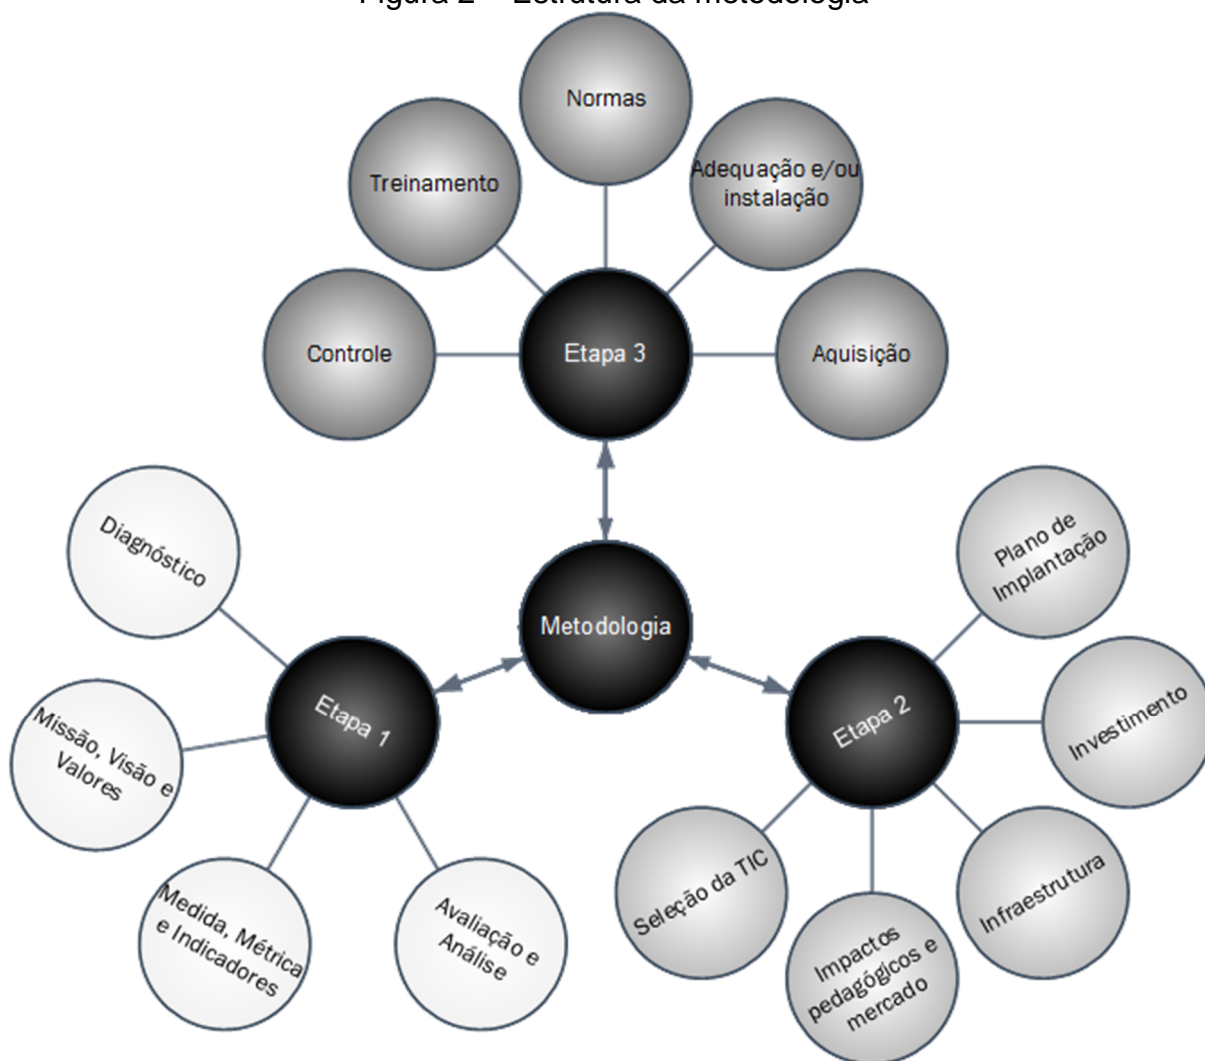 Figura 2 – Estrutura da metodologia
Normas
Treinamento
Adequação e/ou
instalação
Controle
Etapa 3
Aquisição
Diagnóstico
Plano de
Implantação
Metodologia
Etapa 1
Etapa 2
Missão, Visão e
Valores
Investimento
Medida, Métrica
e Indicadores
Avaliação e
Análise
Seleção da TIC
Infraestrutura
Impactos
pedagógicos e
mercado